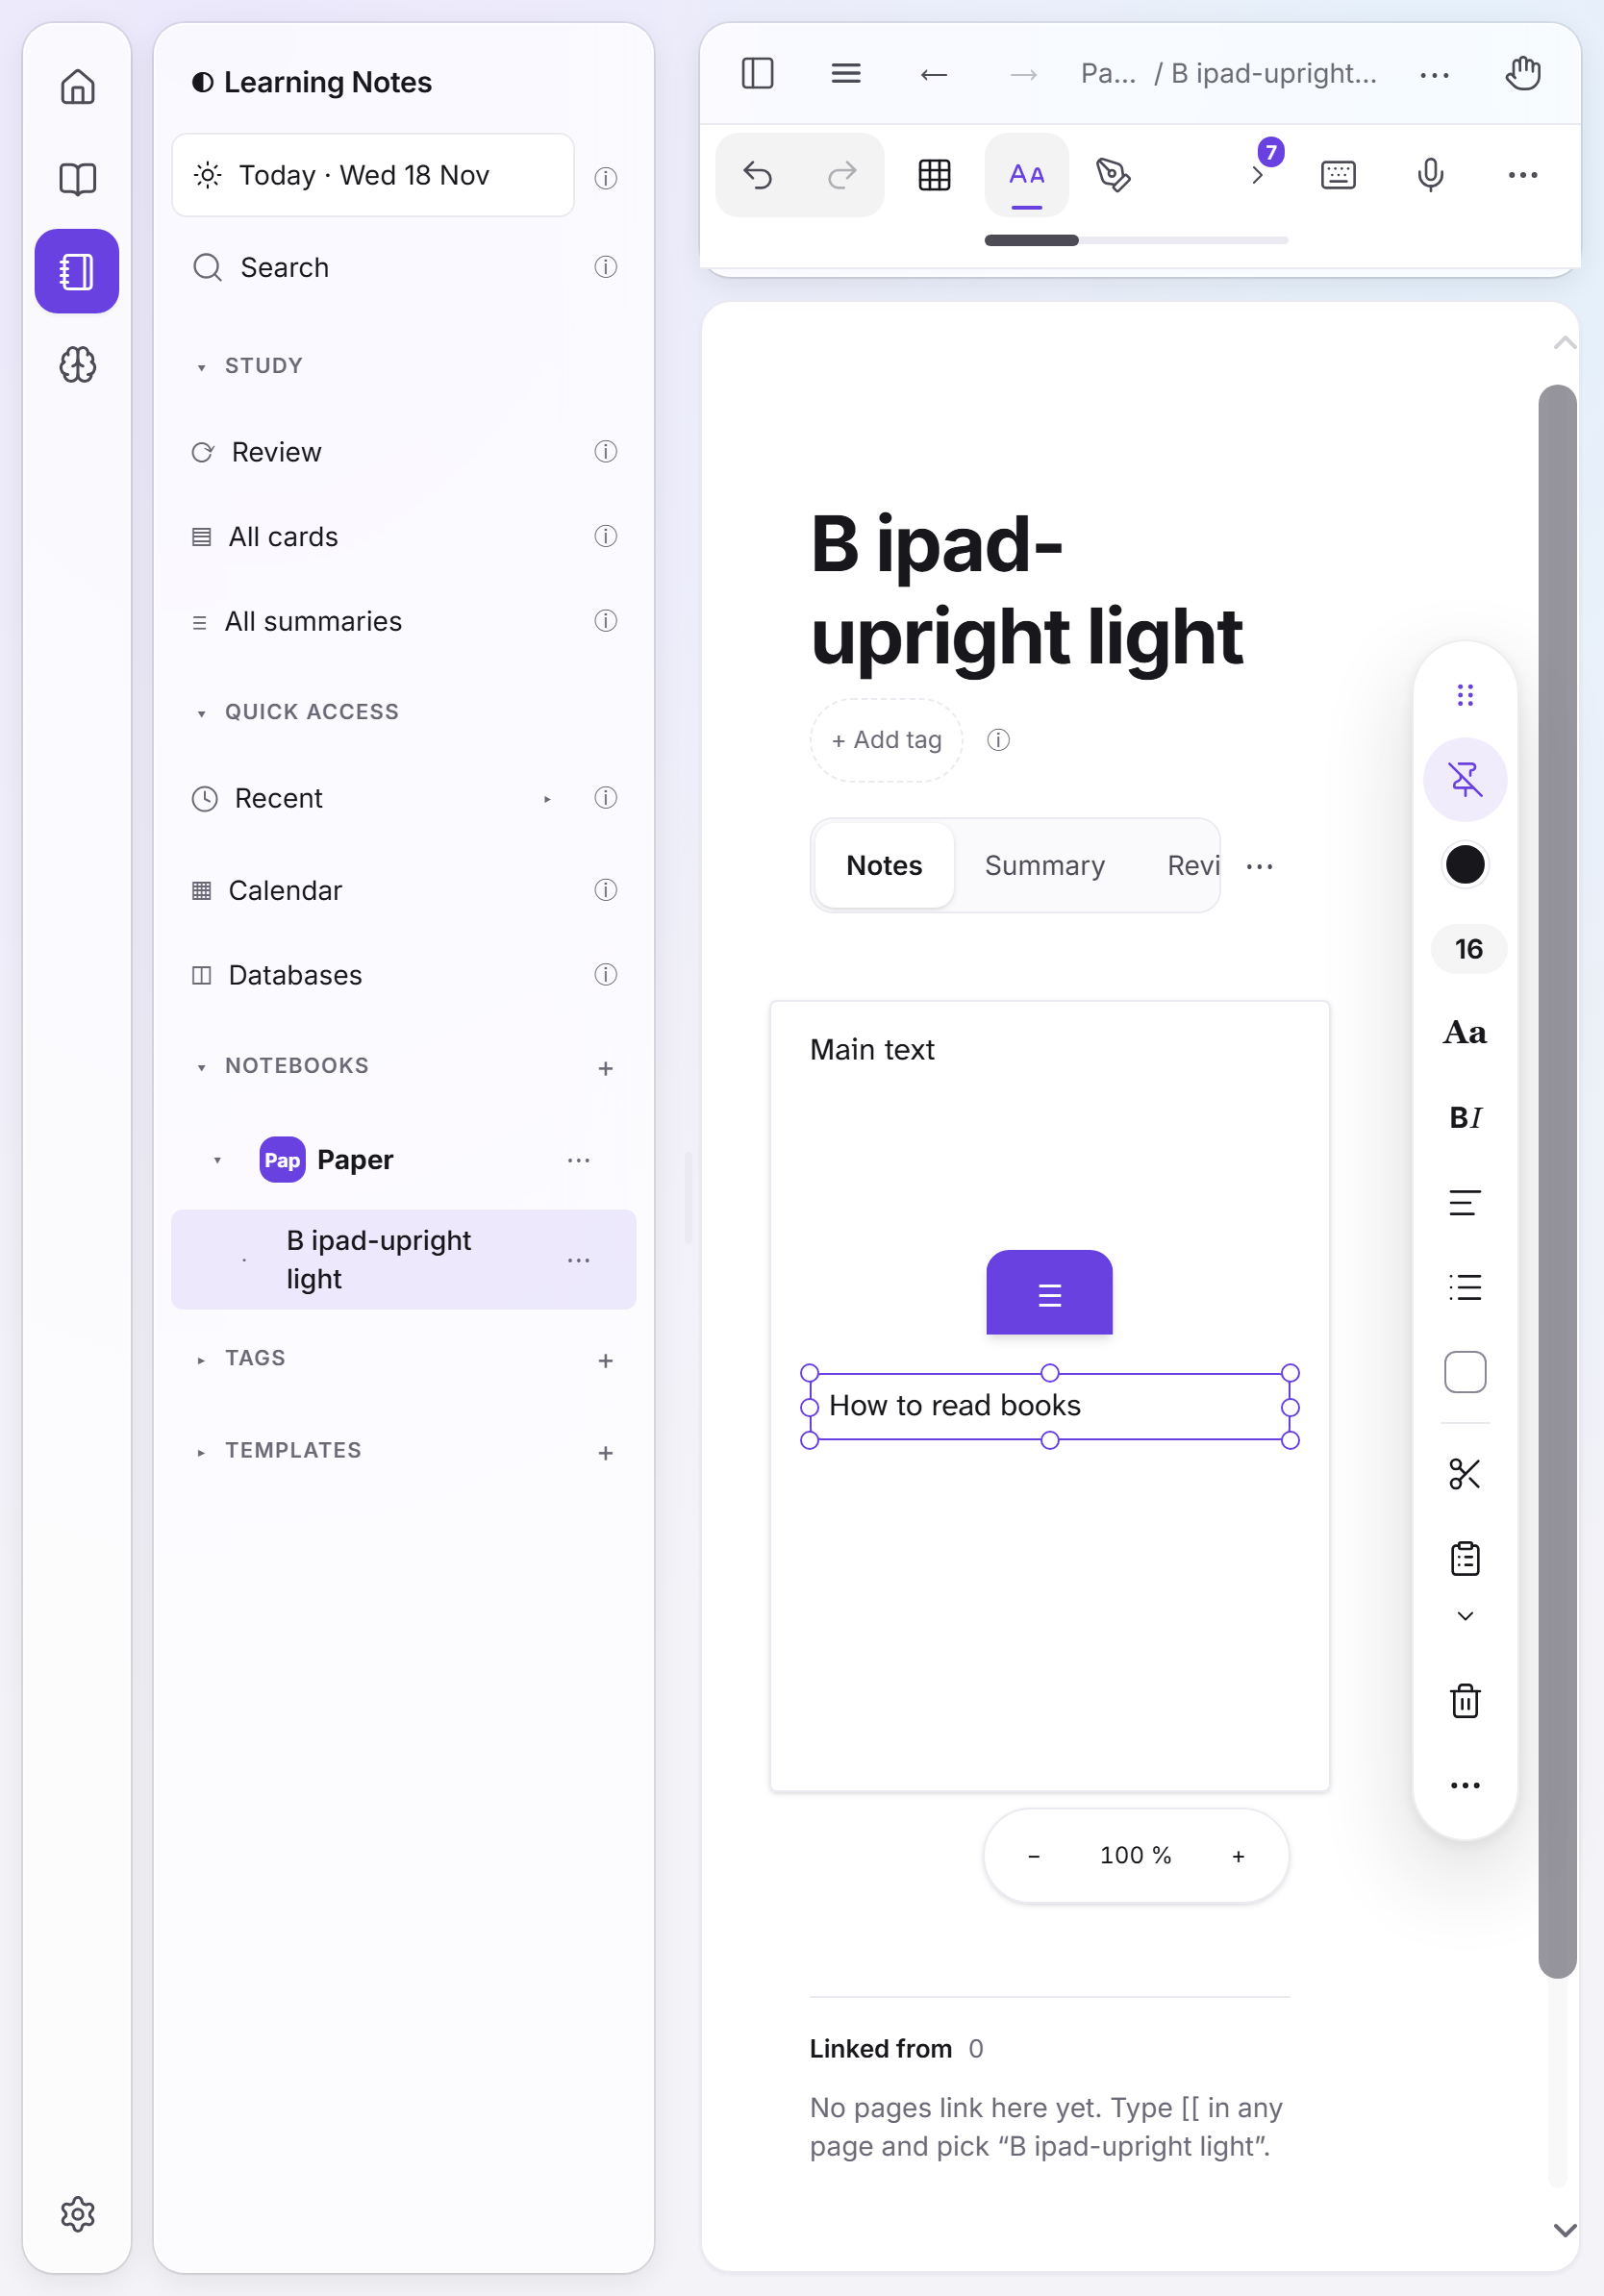 Learning Notes
Today · Wed 18 Nov
Search
STUDY
Review
All cards
All summaries
QUICK ACCESS
Recent
Calendar
Databases
NOTEBOOKS
Pap Paper
B ipad-upright
light
TAGS
TEMPLATES
Pa... / B ipad-upright...
Aa
7
B ipad-
upright light
+ Add tag
Notes Summary Revi
16
Aa
BI
Main text
How to read books
− 100 % +
Linked from 0
No pages link here yet. Type [[ in any
page and pick “B ipad-upright light”.